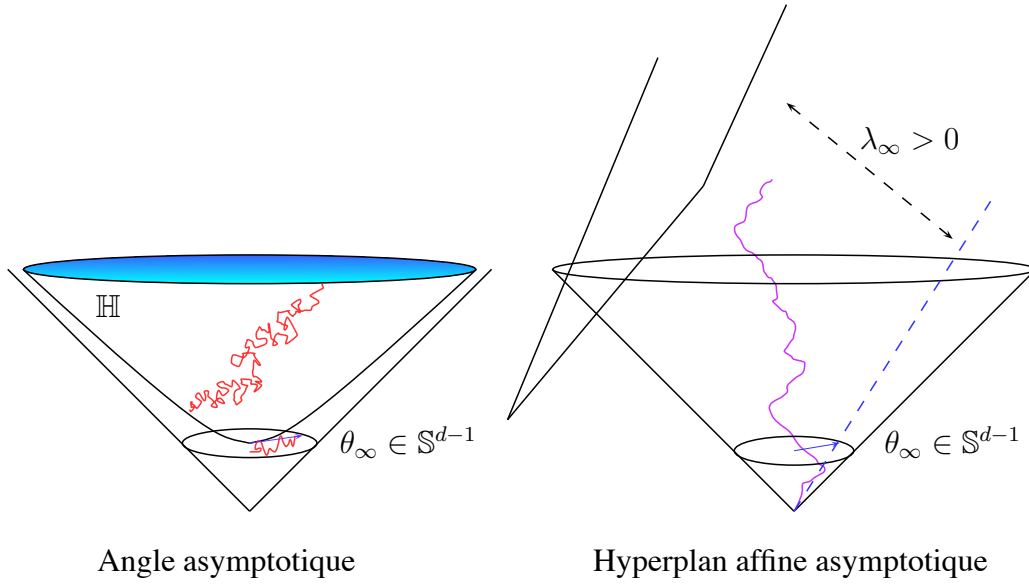 ℍ
θ∞ ∈ 𝕊^{d−1}
Angle asymptotique
λ∞ > 0
θ∞ ∈ 𝕊^{d−1}
Hyperplan affine asymptotique